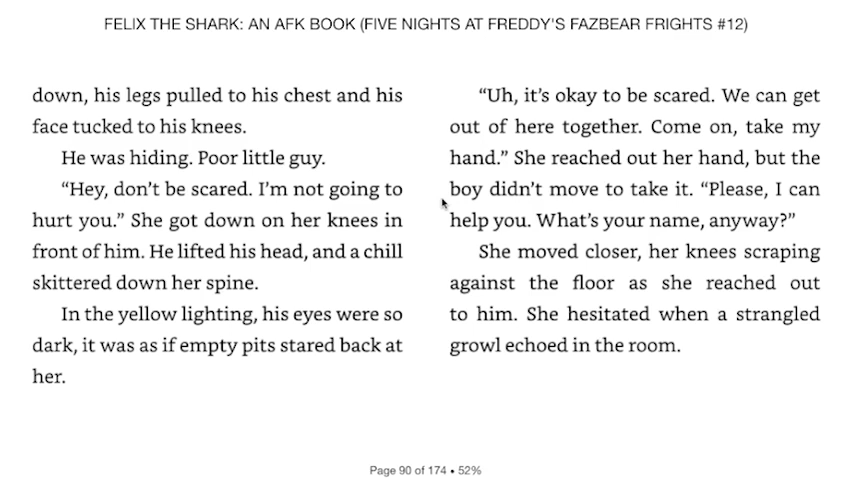 FELIX THE SHARK: AN AFK BOOK (FIVE NIGHTS AT FREDDY'S FAZBEAR FRIGHTS #12)
down, his legs pulled to his chest and his
face tucked to his knees.
He was hiding. Poor little guy.
“Hey, don’t be scared. I’m not going to
hurt you.” She got down on her knees in
front of him. He lifted his head, and a chill
skittered down her spine.
In the yellow lighting, his eyes were so
dark, it was as if empty pits stared back at
her.
“Uh, it’s okay to be scared. We can get
out of here together. Come on, take my
hand.” She reached out her hand, but the
boy didn’t move to take it. “Please, I can
help you. What’s your name, anyway?”
She moved closer, her knees scraping
against the floor as she reached out
to him. She hesitated when a strangled
growl echoed in the room.
Page 90 of 174 • 52%